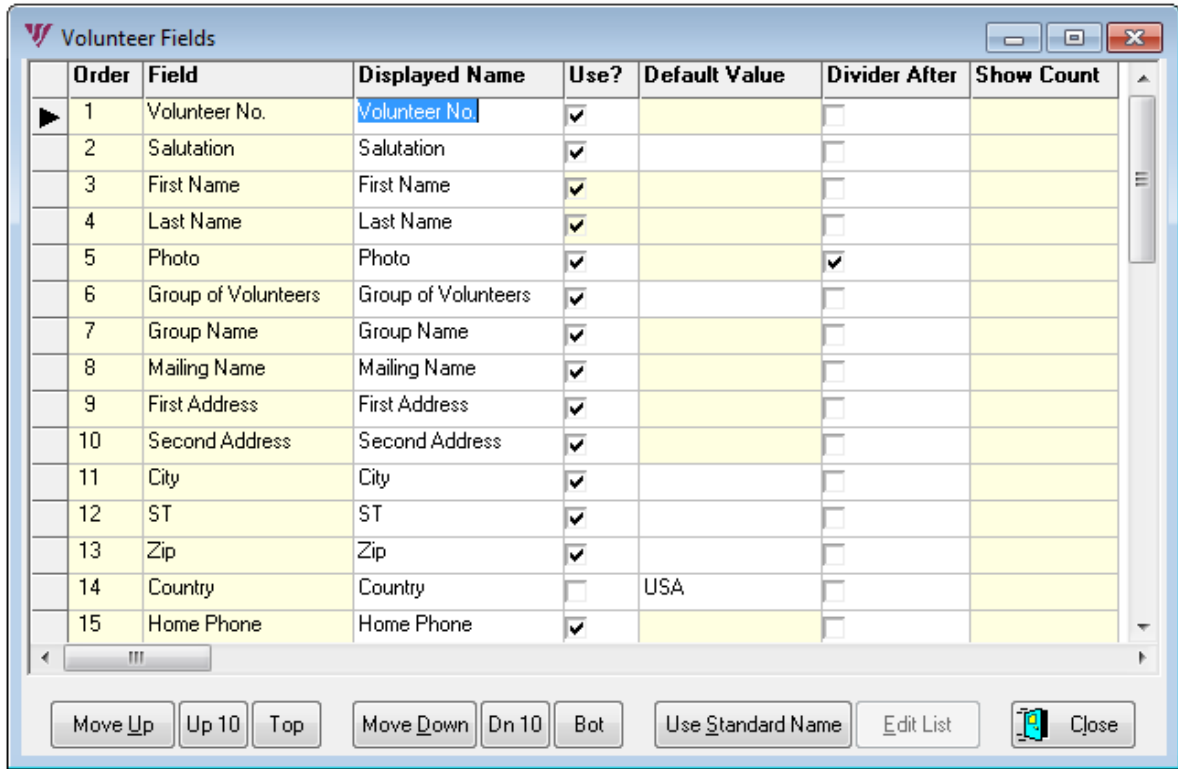 Volunteer Fields
Order Field Displayed Name Use? Default Value Divider After Show Count
1 Volunteer No. Volunteer No.
2 Salutation Salutation
3 First Name First Name
4 Last Name Last Name
5 Photo Photo
6 Group of Volunteers Group of Volunteers
7 Group Name Group Name
8 Mailing Name Mailing Name
9 First Address First Address
10 Second Address Second Address
11 City City
12 ST ST
13 Zip Zip
14 Country Country USA
15 Home Phone Home Phone
Move Up Up 10 Top Move Down Dn 10 Bot Use Standard Name Edit List Close